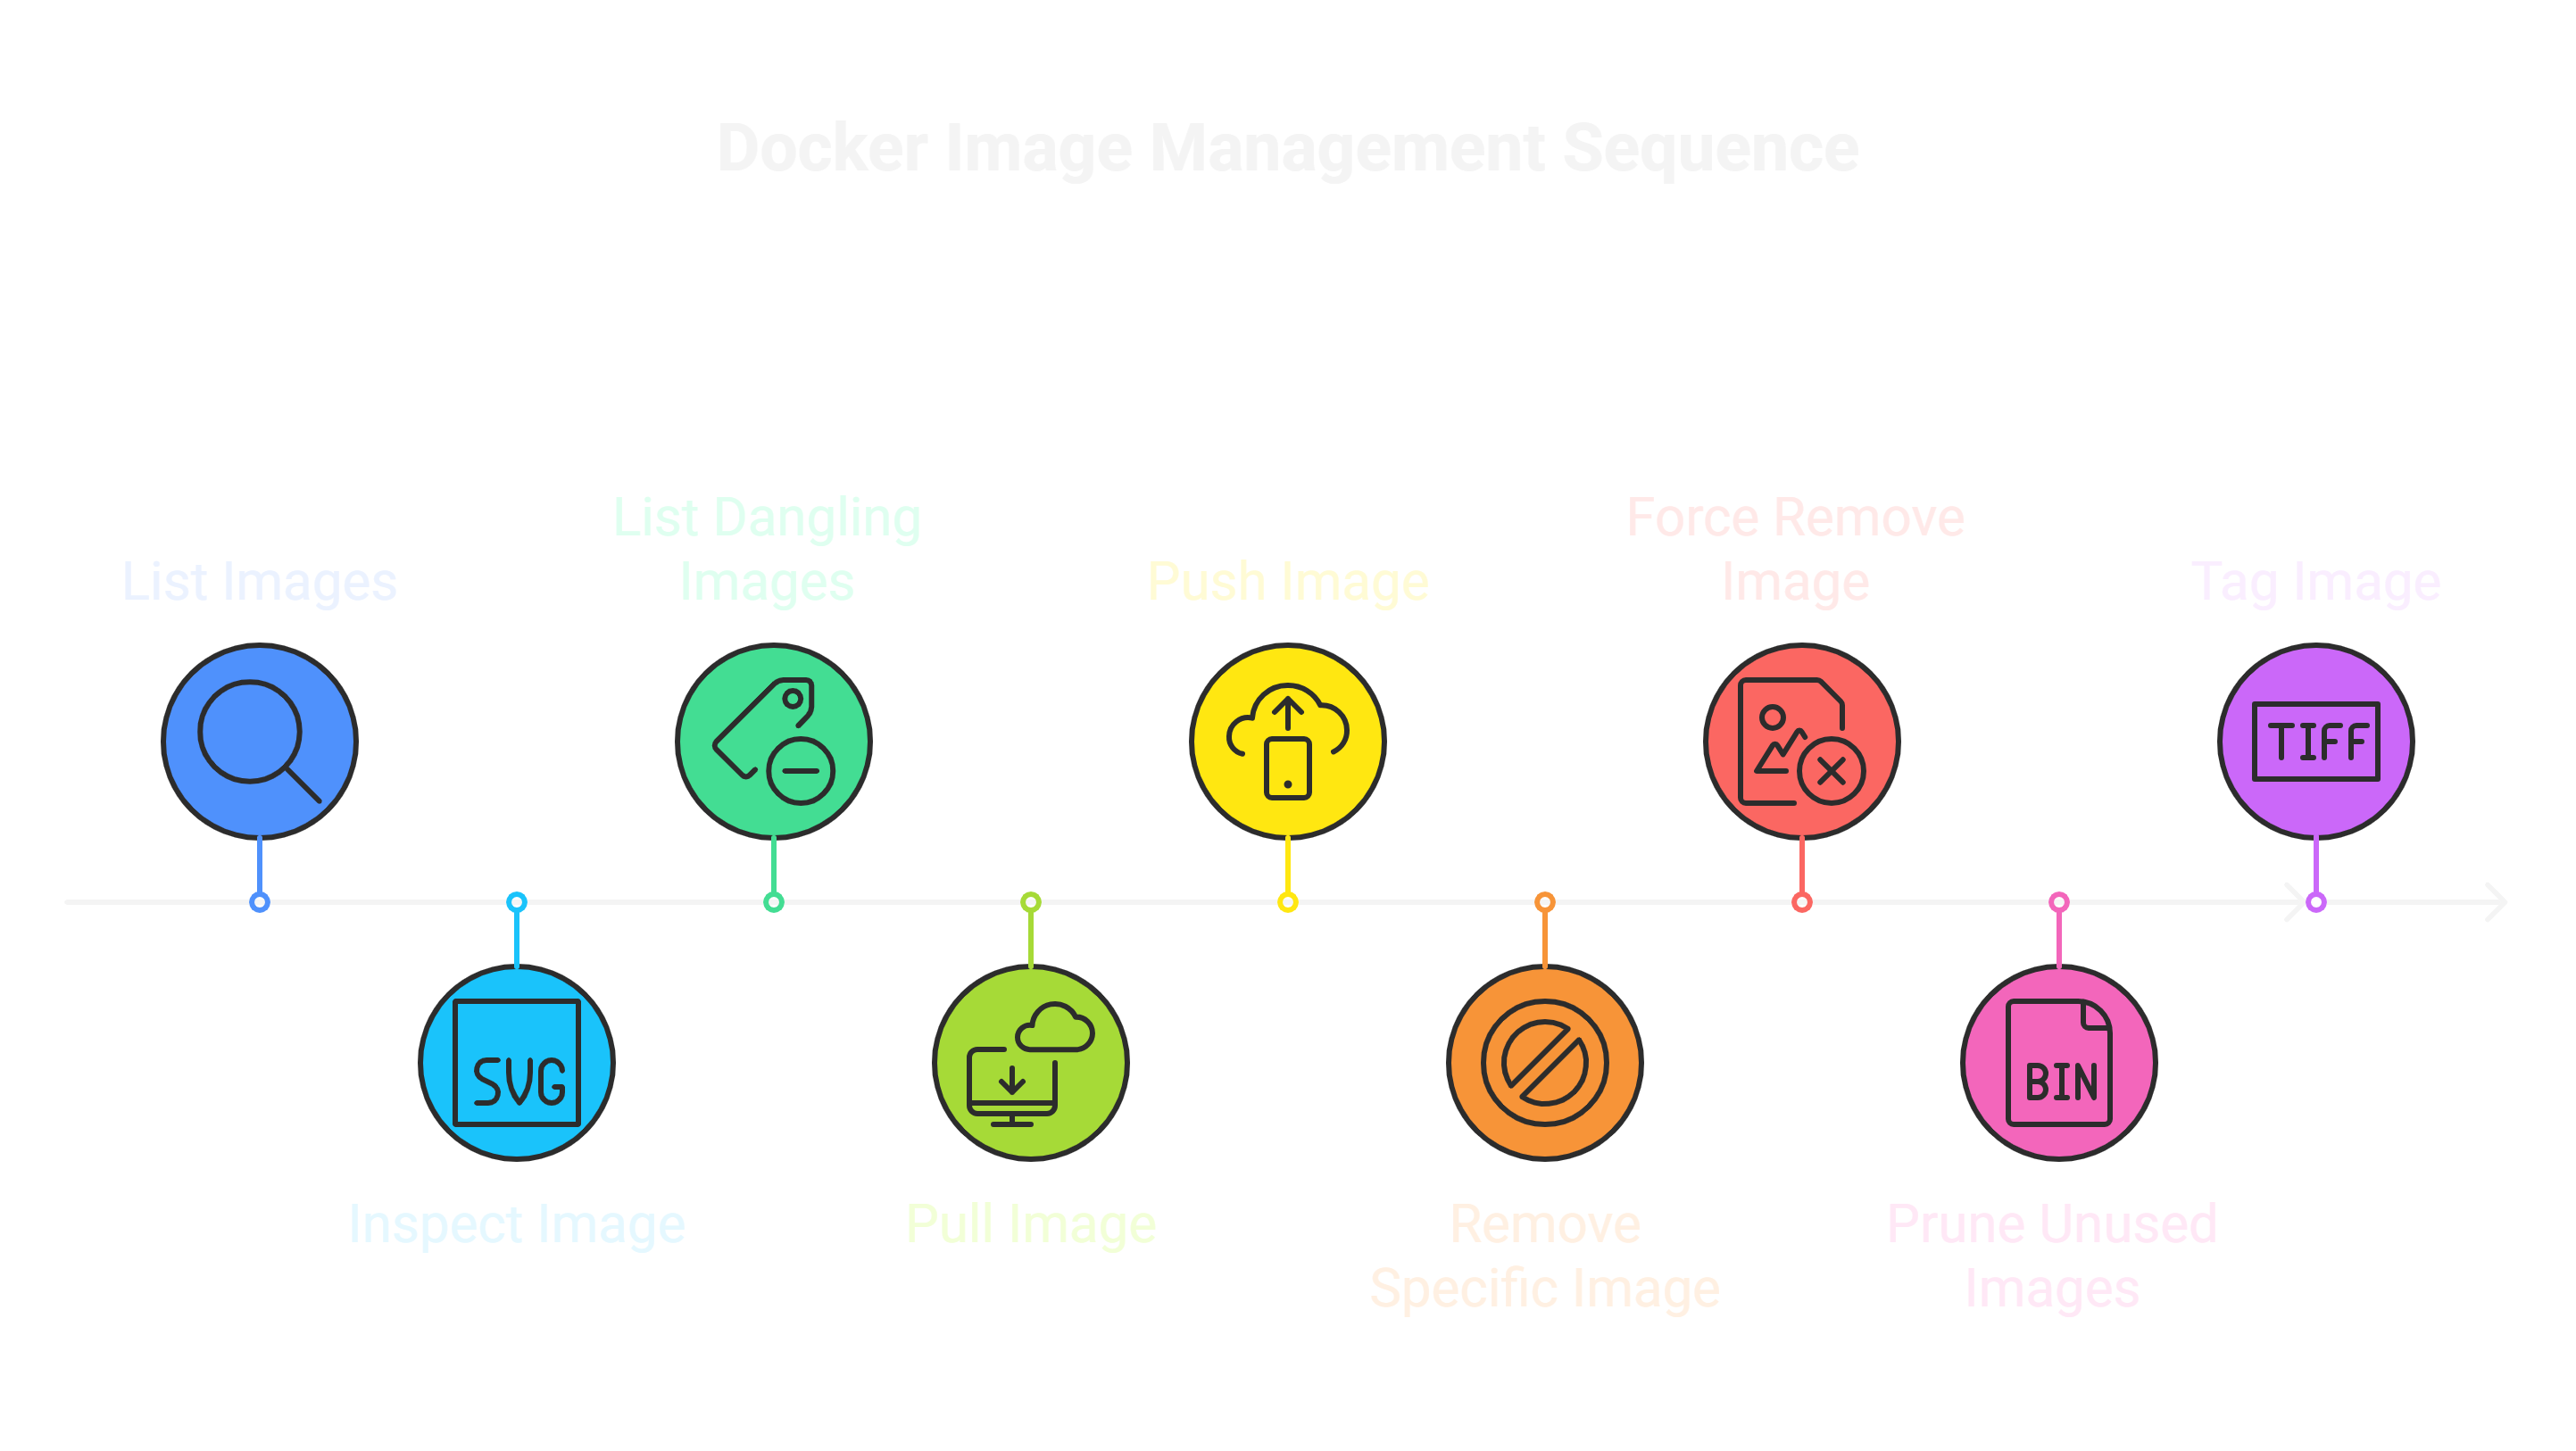 Docker Image Management Sequence
List Images
SVG
Inspect Image
List Dangling
Images
Pull Image
Push Image
Remove
Specific Image
Force Remove
Image
BIN
Prune Unused
Images
Tag Image
TIFF